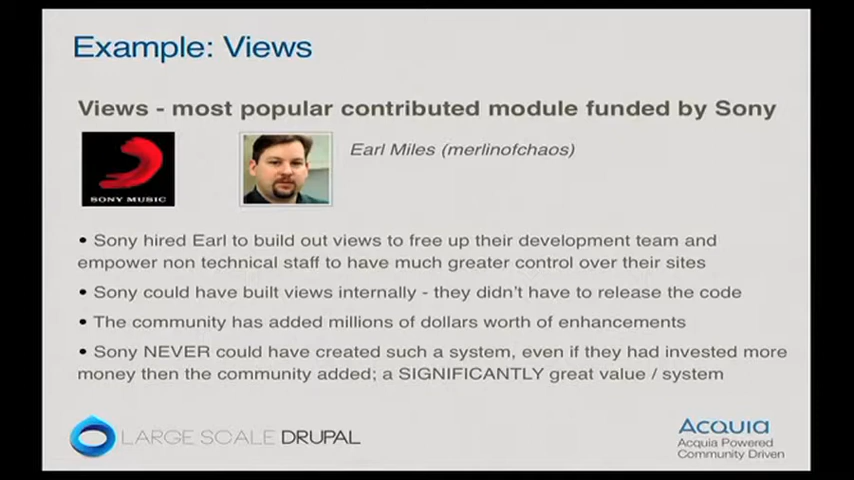 Example: Views
Views - most popular contributed module funded by Sony
SONY MUSIC
Earl Miles (merlinofchaos)
• Sony hired Earl to build out views to free up their development team and
empower non technical staff to have much greater control over their sites
• Sony could have built views internally - they didn't have to release the code
• The community has added millions of dollars worth of enhancements
• Sony NEVER could have created such a system, even if they had invested more
money then the community added; a SIGNIFICANTLY great value / system
LARGE SCALE DRUPAL
Acquia
Acquia Powered
Community Driven